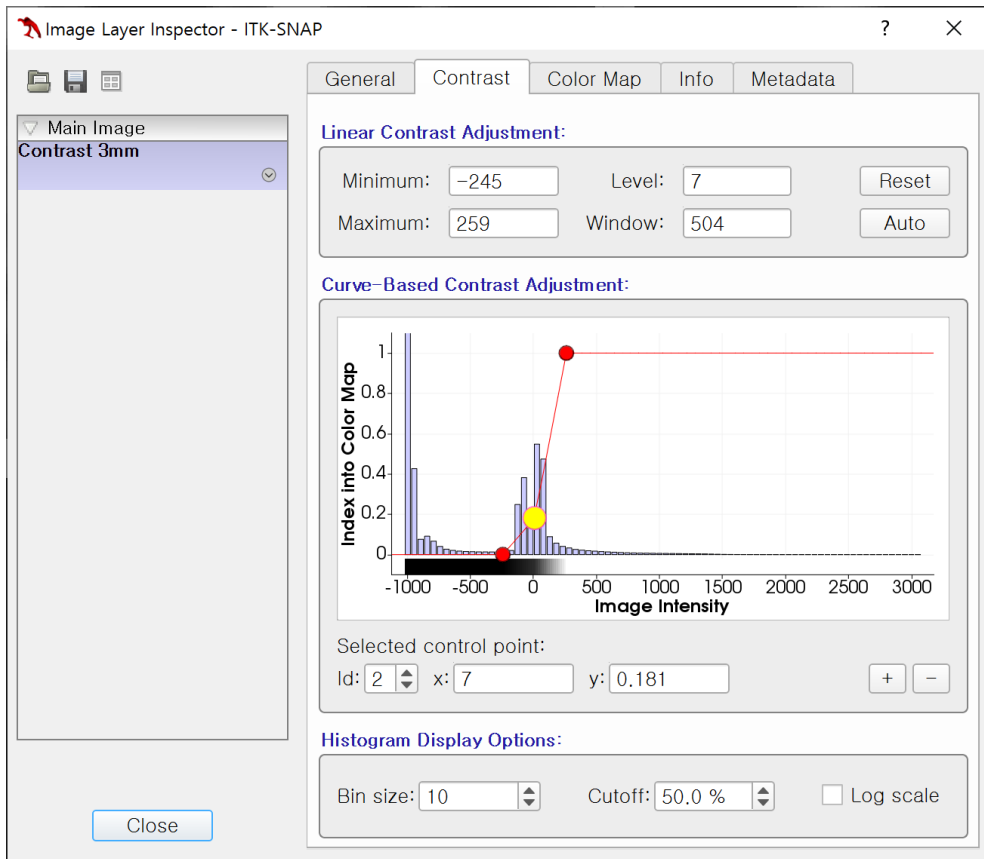 Image Layer Inspector - ITK-SNAP
General Contrast Color Map Info Metadata
Main Image
Contrast 3mm
Linear Contrast Adjustment:
Minimum: -245 Level: 7 Reset
Maximum: 259 Window: 504 Auto
Curve-Based Contrast Adjustment:
Index into Color Map
1
0.8
0.6
0.4
0.2
0
-1000 -500 0 500 1000 1500 2000 2500 3000
Image Intensity
Selected control point:
Id: 2 x: 7 y: 0.181 + -
Histogram Display Options:
Bin size: 10 Cutoff: 50.0 % Log scale
Close